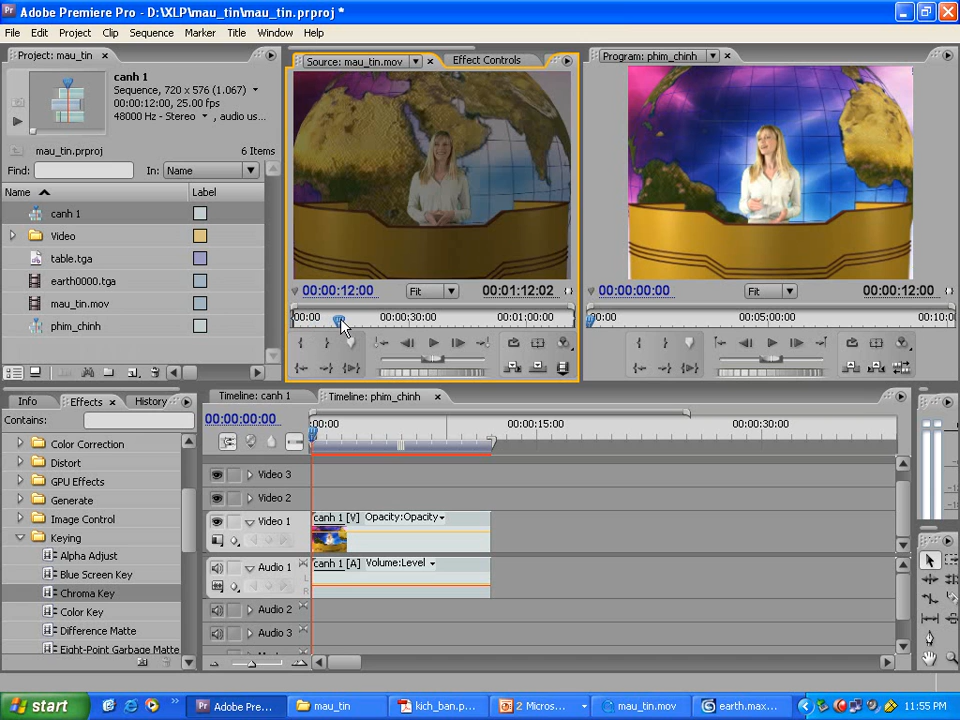 Adobe Premiere Pro - D:\XLP\mau_tin\mau_tin.prproj *
File Edit Project Clip Sequence Marker Title Window Help
Project: mau_tin
canh 1
Sequence, 720 x 576 (1.067)
00:00:12:00, 25.00 fps
48000 Hz - Stereo , audio us...
mau_tin.prproj 6 Items
Find: In: Name
Name Label
canh 1
Video
table.tga
earth0000.tga
mau_tin.mov
phim_chinh
Source: mau_tin.mov Effect Controls
00:00:12:00 Fit 00:01:12:02
00:00 00:00:30:00 00:01:00:00
Program: phim_chinh
00:00:00:00 Fit 00:00:12:00
00:00 00:05:00:00 00:10:0
Info Effects History
Contains:
Color Correction
Distort
GPU Effects
Generate
Image Control
Keying
Alpha Adjust
Blue Screen Key
Chroma Key
Color Key
Difference Matte
Eight-Point Garbage Matte
Timeline: canh 1 Timeline: phim_chinh
00:00:00:00 :00:00 00:00:15:00 00:00:30:00
Video 3
Video 2
Video 1 canh 1 [V] Opacity:Opacity
Audio 1 canh 1 [A] Volume:Level
Audio 2
Audio 3
start Adobe Pre... mau_tin kich_ban.p... 2 Micros... mau_tin.mov earth.max... 11:55 PM